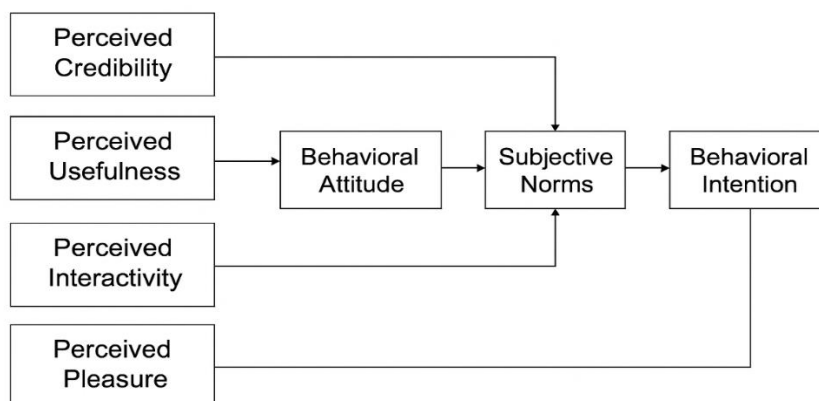 Perceived
Credibility
Perceived
Usefulness
Behavioral
Attitude
Subjective
Norms
Behavioral
Intention
Perceived
Interactivity
Perceived
Pleasure